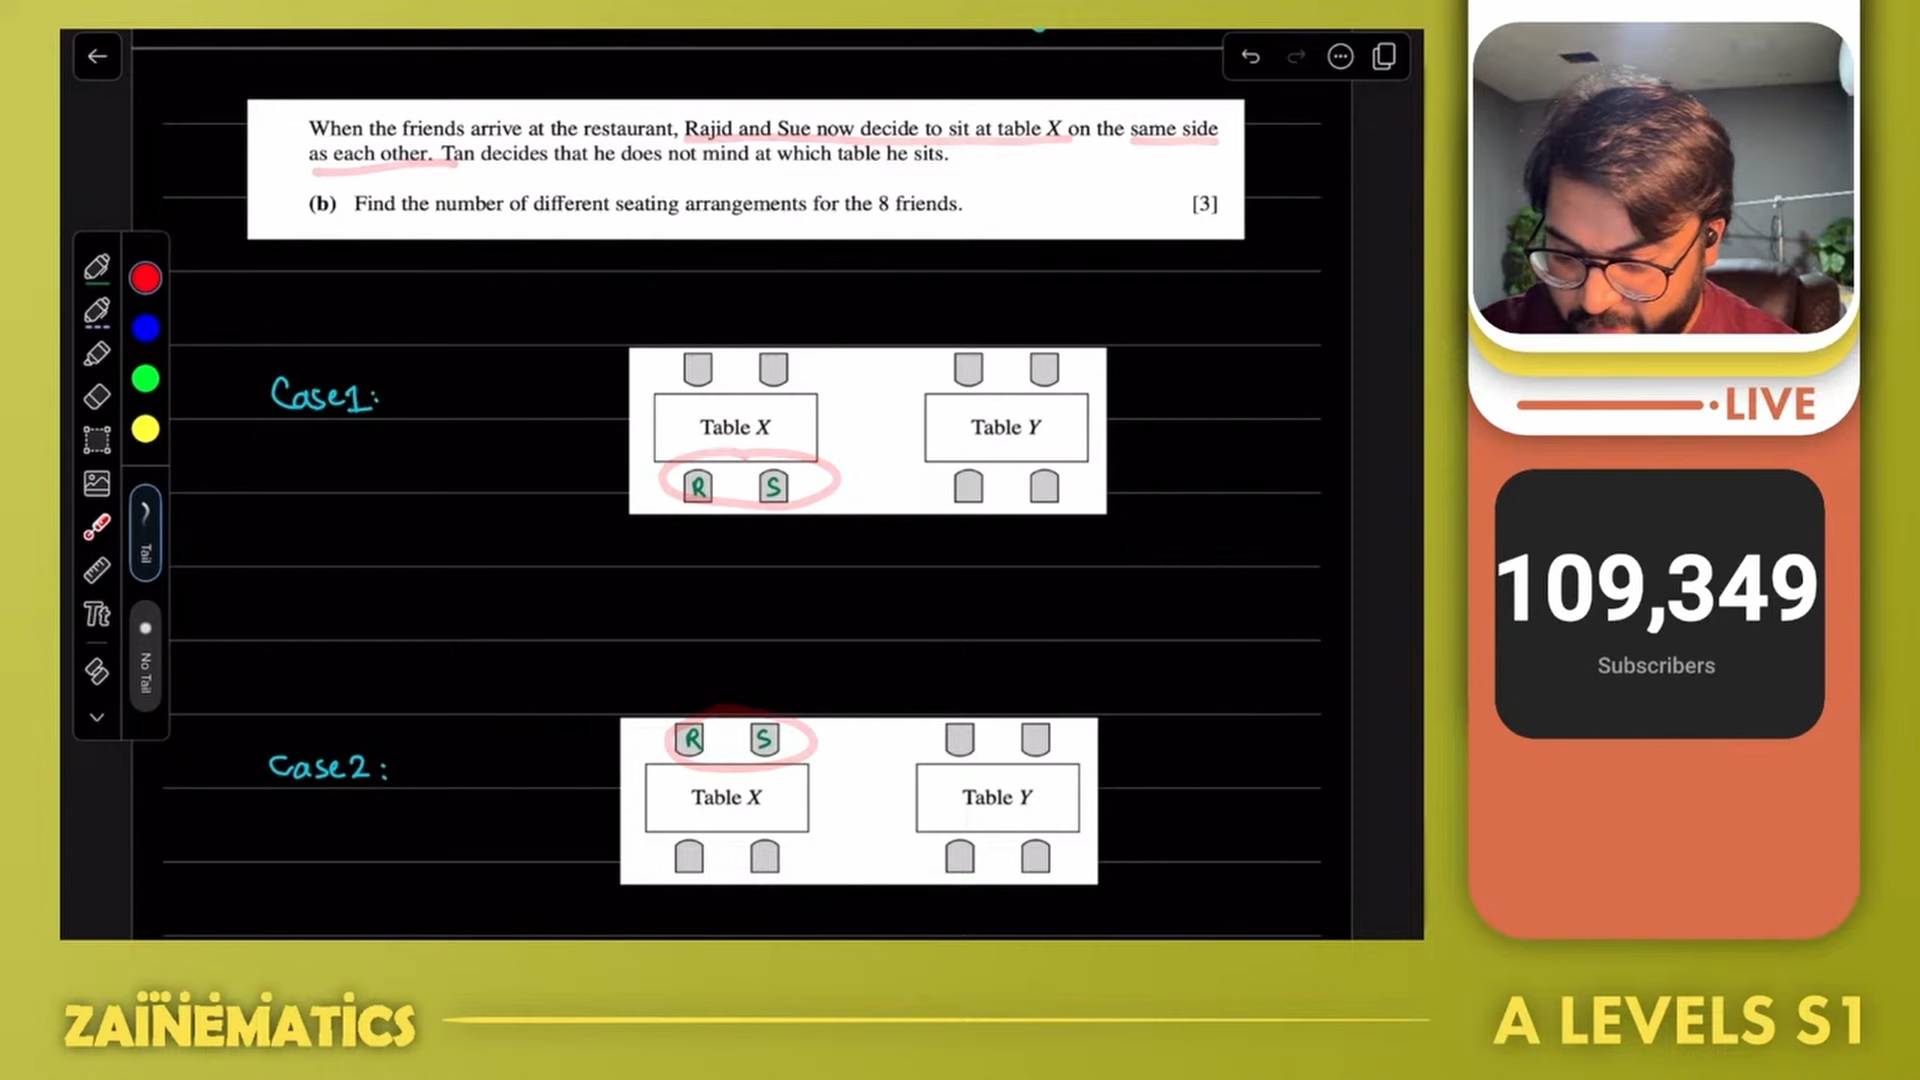 When the friends arrive at the restaurant, Rajid and Sue now decide to sit at table X on the same side
as each other. Tan decides that he does not mind at which table he sits.
(b) Find the number of different seating arrangements for the 8 friends. [3]
Case1:
Table X
Table Y
R S
R S
Case2:
Table X
Table Y
Tt
Tail
No Tail
LIVE
109,349
Subscribers
ZAINEMATICS
A LEVELS S1